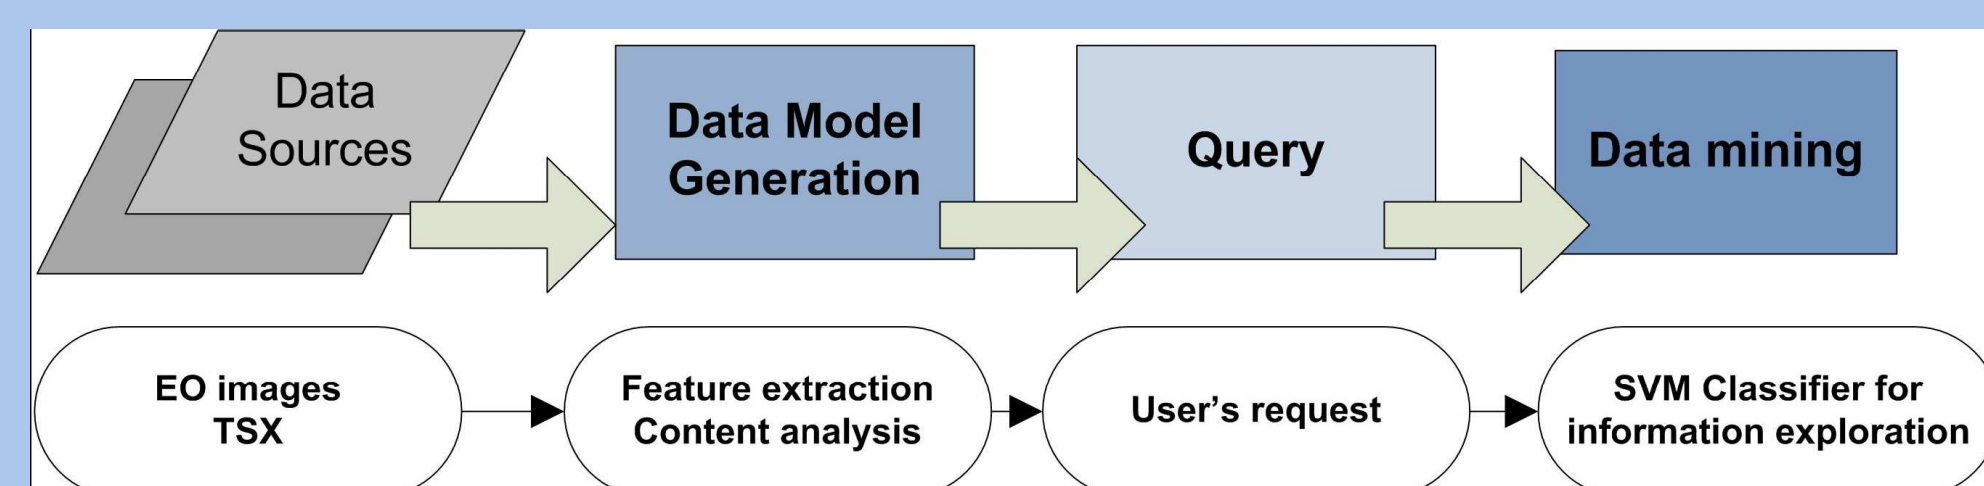 Data
Sources
Data Model
Generation
Query
Data mining
EO images
TSX
Feature extraction
Content analysis
User’s request
SVM Classifier for
information exploration